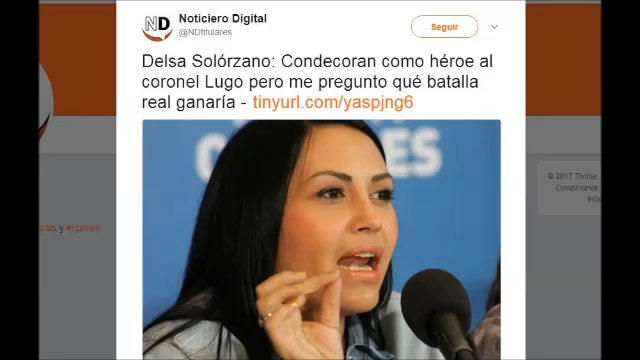 ND
Noticiero Digital
@NDtitulares
Seguir
Delsa Solórzano: Condecoran como héroe al
coronel Lugo pero me pregunto qué batalla
real ganaría - tinyurl.com/yaspjng6
© 2017 Twitter
Condiciones
cias y #opinion